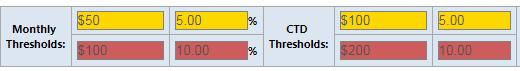 Monthly Thresholds: $50 5.00 % CTD Thresholds: $100 5.00
$100 10.00 % $200 10.00